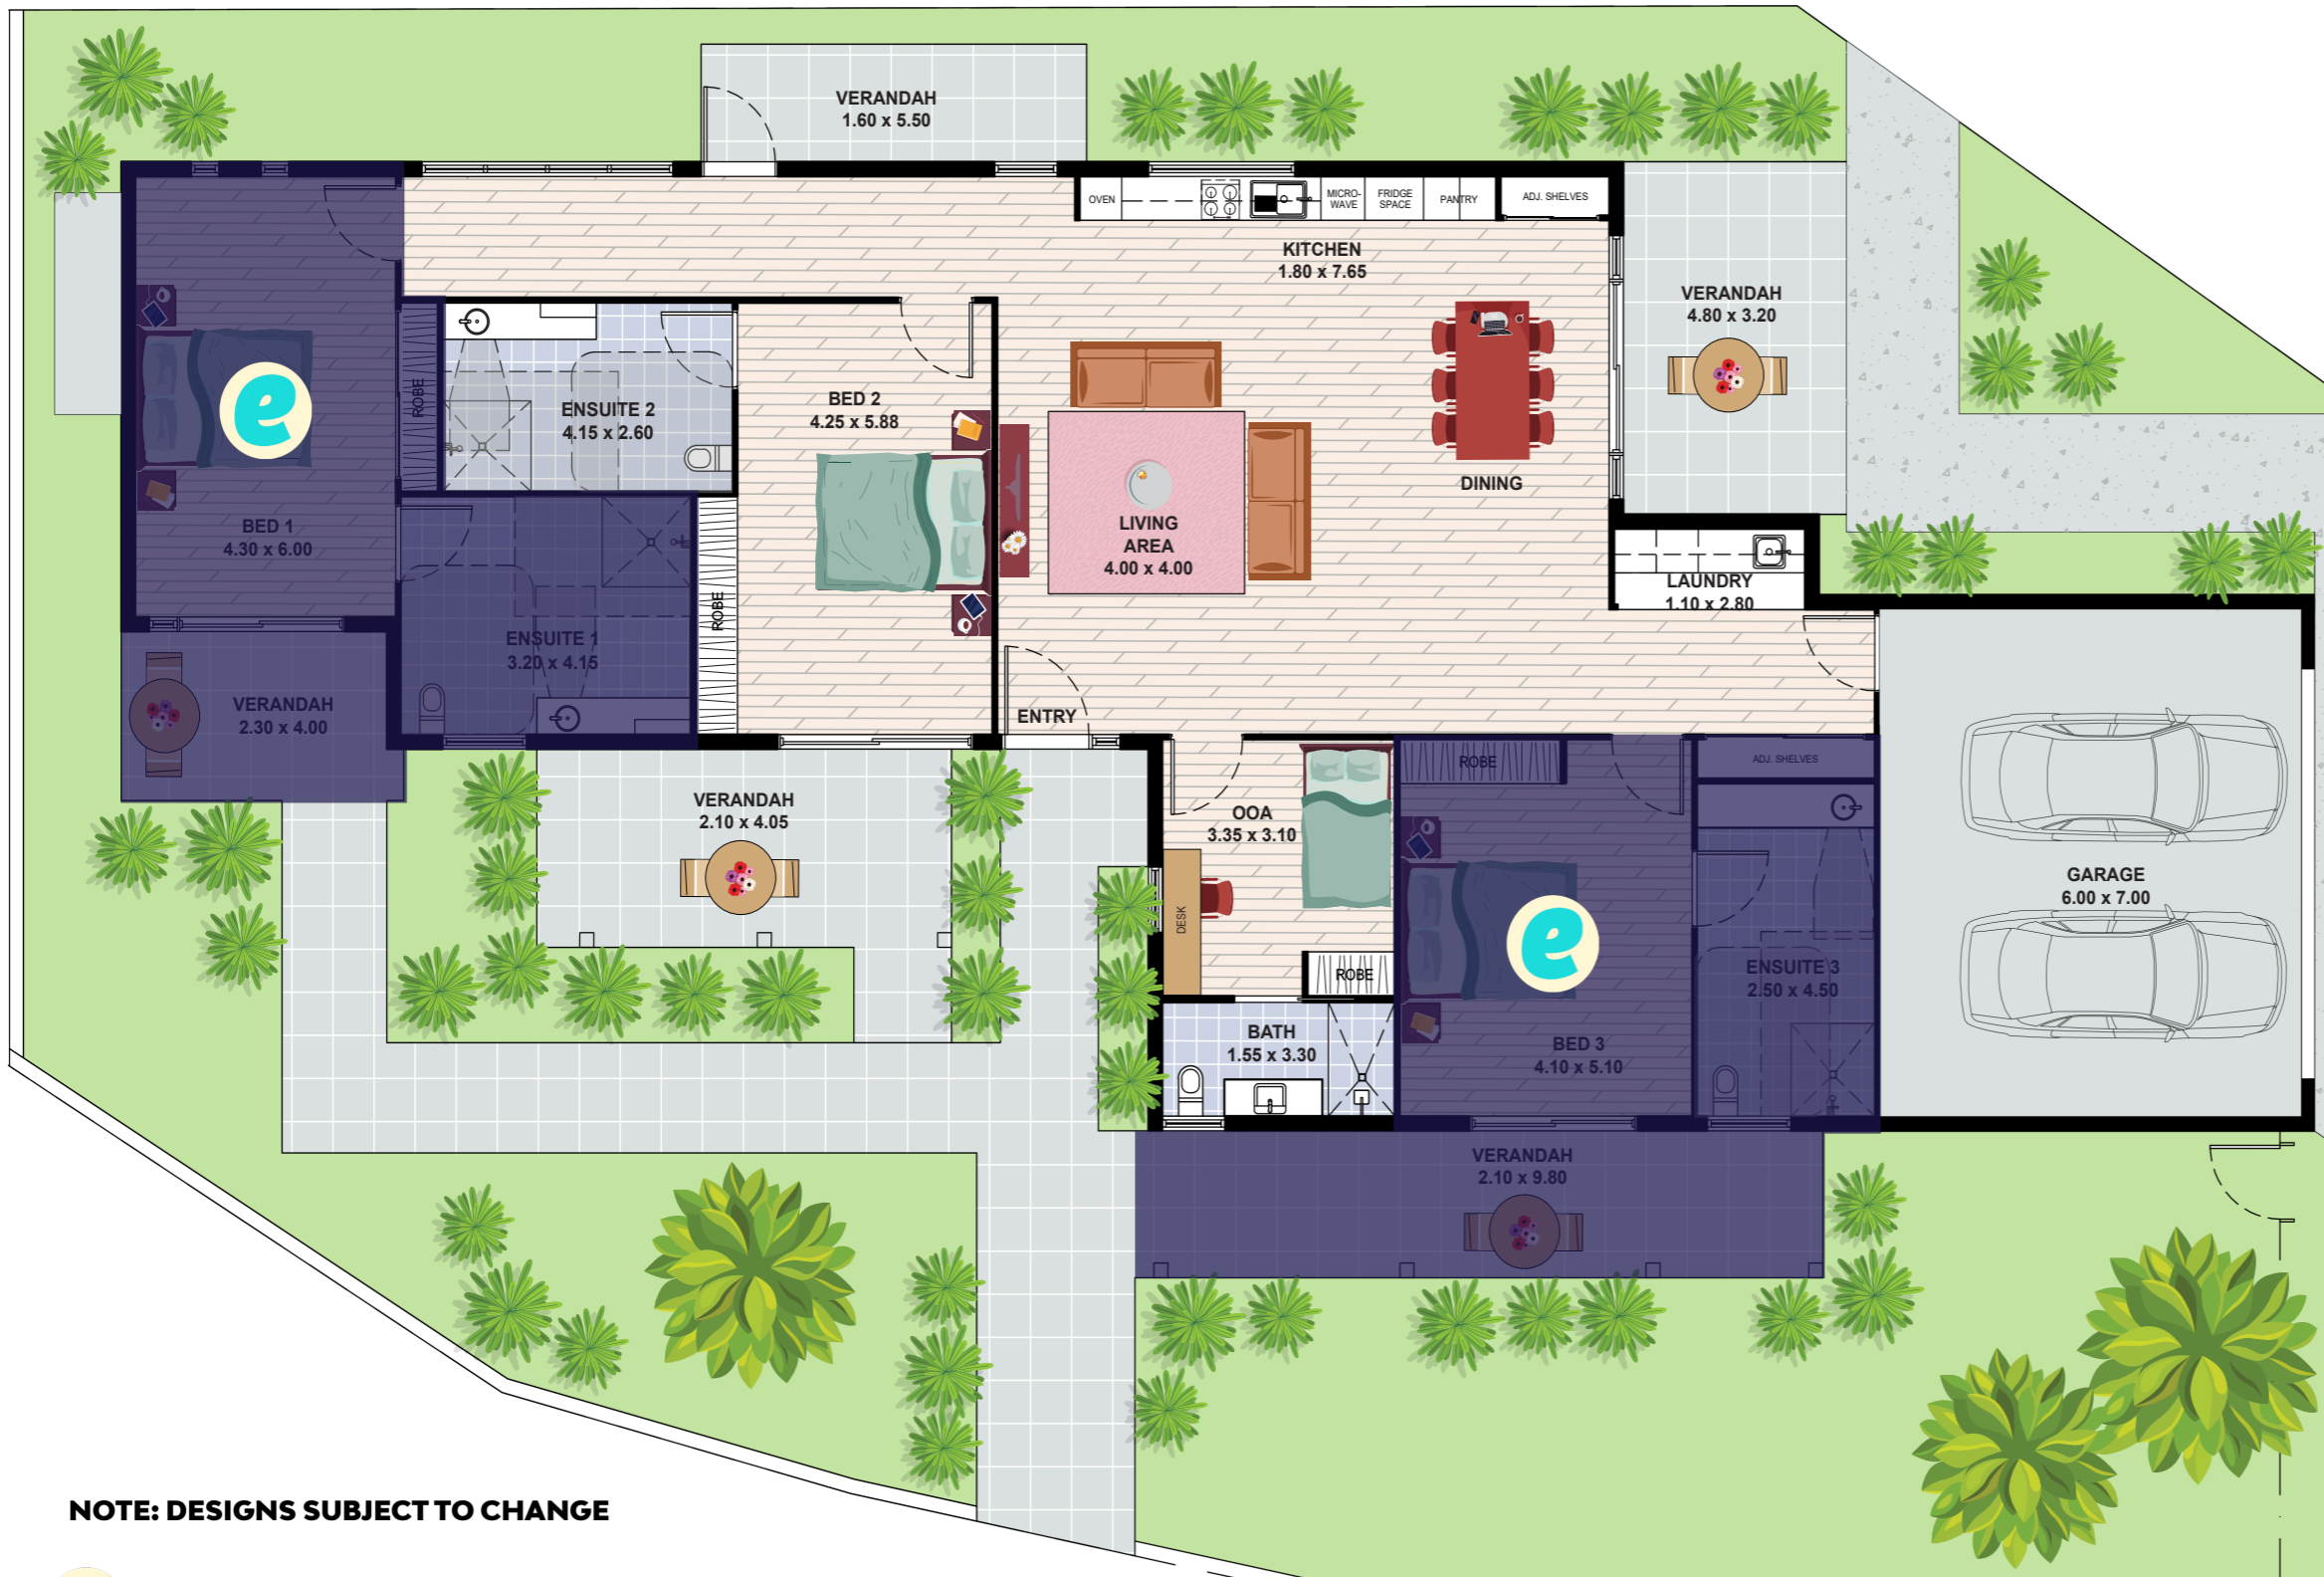 VERANDAH
1.60 x 5.50
OVEN
MICRO-
WAVE
FRIDGE
SPACE
PANTRY
ADJ. SHELVES
KITCHEN
1.80 x 7.65
VERANDAH
4.80 x 3.20
ROBE
ENSUITE 2
4.15 x 2.60
BED 2
4.25 x 5.88
e
DINING
BED 1
4.30 x 6.00
LIVING
AREA
4.00 x 4.00
LAUNDRY
1.10 x 2.80
ROBE
ENSUITE 1
3.20 x 4.15
VERANDAH
2.30 x 4.00
ENTRY
VERANDAH
2.10 x 4.05
OOA
3.35 x 3.10
ROBE
ADJ. SHELVES
DESK
GARAGE
6.00 x 7.00
e
ROBE
ENSUITE 3
2.50 x 4.50
BATH
1.55 x 3.30
BED 3
4.10 x 5.10
VERANDAH
2.10 x 9.80
NOTE: DESIGNS SUBJECT TO CHANGE